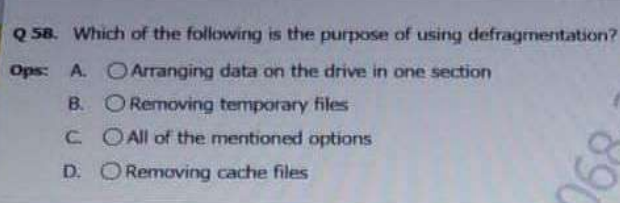 Q 58. Which of the following is the purpose of using defragmentation?
Ops: A. Arranging data on the drive in one section
B. Removing temporary files
C. All of the mentioned options
D. Removing cache files
068